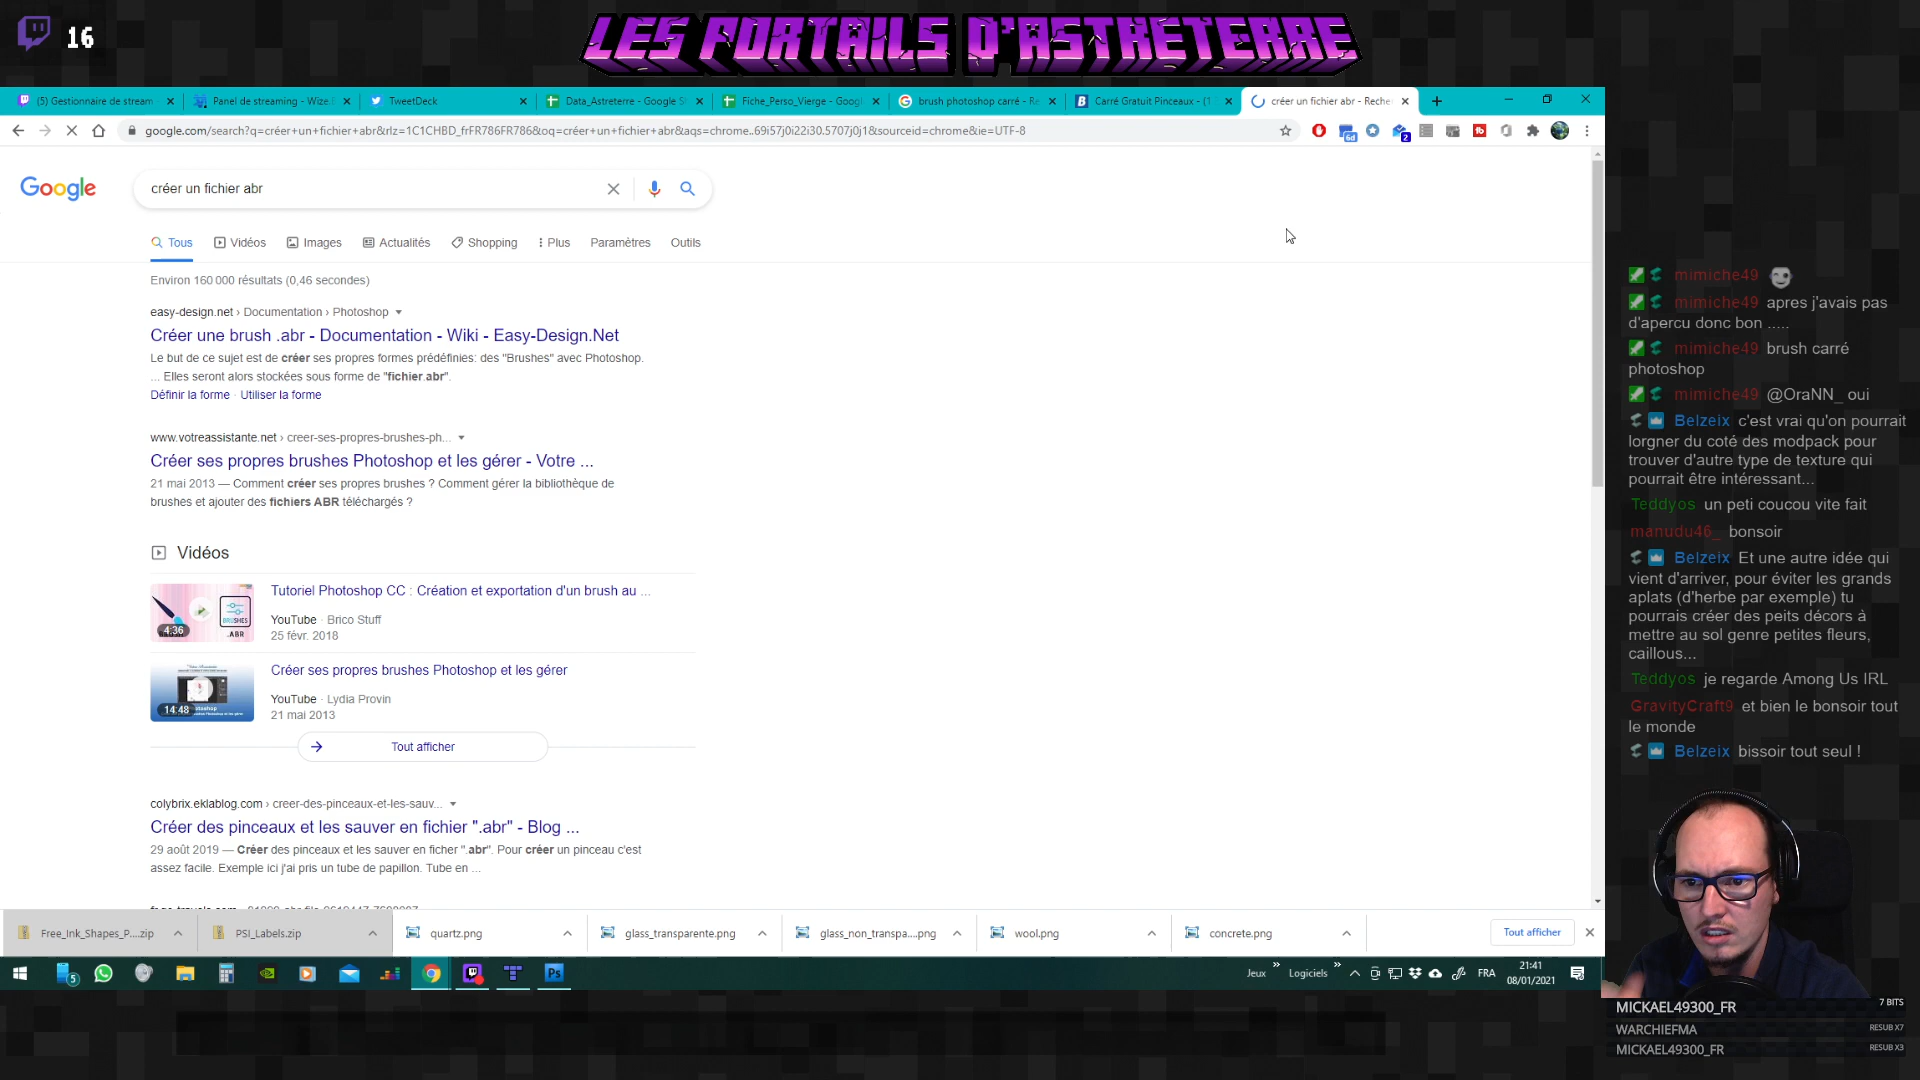 16
LES PORTAILS D'ASTRETERRE
(5) Gestionnaire de stream
Panel de streaming - Wize.
TweetDeck
Data_Astreterre - Google S
Fiche_Perso_Vierge - Googl
brush photoshop carré - Re
Carré Gratuit Pinceaux - (1
créer un fichier abr - Reche
google.com/search?q=créer+un+fichier+abr&rlz=1C1CHBD_frFR786FR786&oq=créer+un+fichier+abr&aqs=chrome..69i57j0i22i30.5707j0j1&sourceid=chrome&ie=UTF-8
6d
2
Google
créer un fichier abr
Tous
Vidéos
Images
Actualités
Shopping
Plus
Paramètres
Outils
Environ 160 000 résultats (0,46 secondes)
easy-design.net › Documentation › Photoshop
Créer une brush .abr - Documentation - Wiki - Easy-Design.Net
Le but de ce sujet est de créer ses propres formes prédéfinies: des "Brushes" avec Photoshop.
... Elles seront alors stockées sous forme de "fichier.abr".
Définir la forme · Utiliser la forme
www.votreassistante.net › creer-ses-propres-brushes-ph...
Créer ses propres brushes Photoshop et les gérer - Votre ...
21 mai 2013 — Comment créer ses propres brushes ? Comment gérer la bibliothèque de
brushes et ajouter des fichiers ABR téléchargés ?
Vidéos
Tutoriel Photoshop CC : Création et exportation d'un brush au ...
YouTube · Brico Stuff
25 févr. 2018
4:36
BRUSHES
.ABR
Créer ses propres brushes Photoshop et les gérer
YouTube · Lydia Provin
21 mai 2013
14:48
Tout afficher
colybrix.eklablog.com › creer-des-pinceaux-et-les-sauv...
Créer des pinceaux et les sauver en fichier ".abr" - Blog ...
29 août 2019 — Créer des pinceaux et les sauver en ficher ".abr". Pour créer un pinceau c'est
assez facile. Exemple ici j'ai pris un tube de papillon. Tube en ...
Free_Ink_Shapes_P....zip
PSI_Labels.zip
quartz.png
glass_transparente.png
glass_non_transpa....png
wool.png
concrete.png
Tout afficher
5
Ps
Jeux
Logiciels
FRA
21:41
08/01/2021
mimiche49
mimiche49 apres j'avais pas
d'apercu donc bon .....
mimiche49 brush carré
photoshop
mimiche49 @OraNN_ oui
Belzeix c'est vrai qu'on pourrait
lorgner du coté des modpack pour
trouver d'autre type de texture qui
pourrait être intéressant...
Teddyos un peti coucou vite fait
manudu46_ bonsoir
Belzeix Et une autre idée qui
vient d'arriver, pour éviter les grands
aplats (d'herbe par exemple) tu
pourrais créer des peits décors à
mettre au sol genre petites fleurs,
caillous...
Teddyos je regarde Among Us IRL
GravityCraft9 et bien le bonsoir tout
le monde
Belzeix bissoir tout seul !
MICKAEL49300_FR 7 BITS
WARCHIEFMA RESUB X7
MICKAEL49300_FR RESUB X3